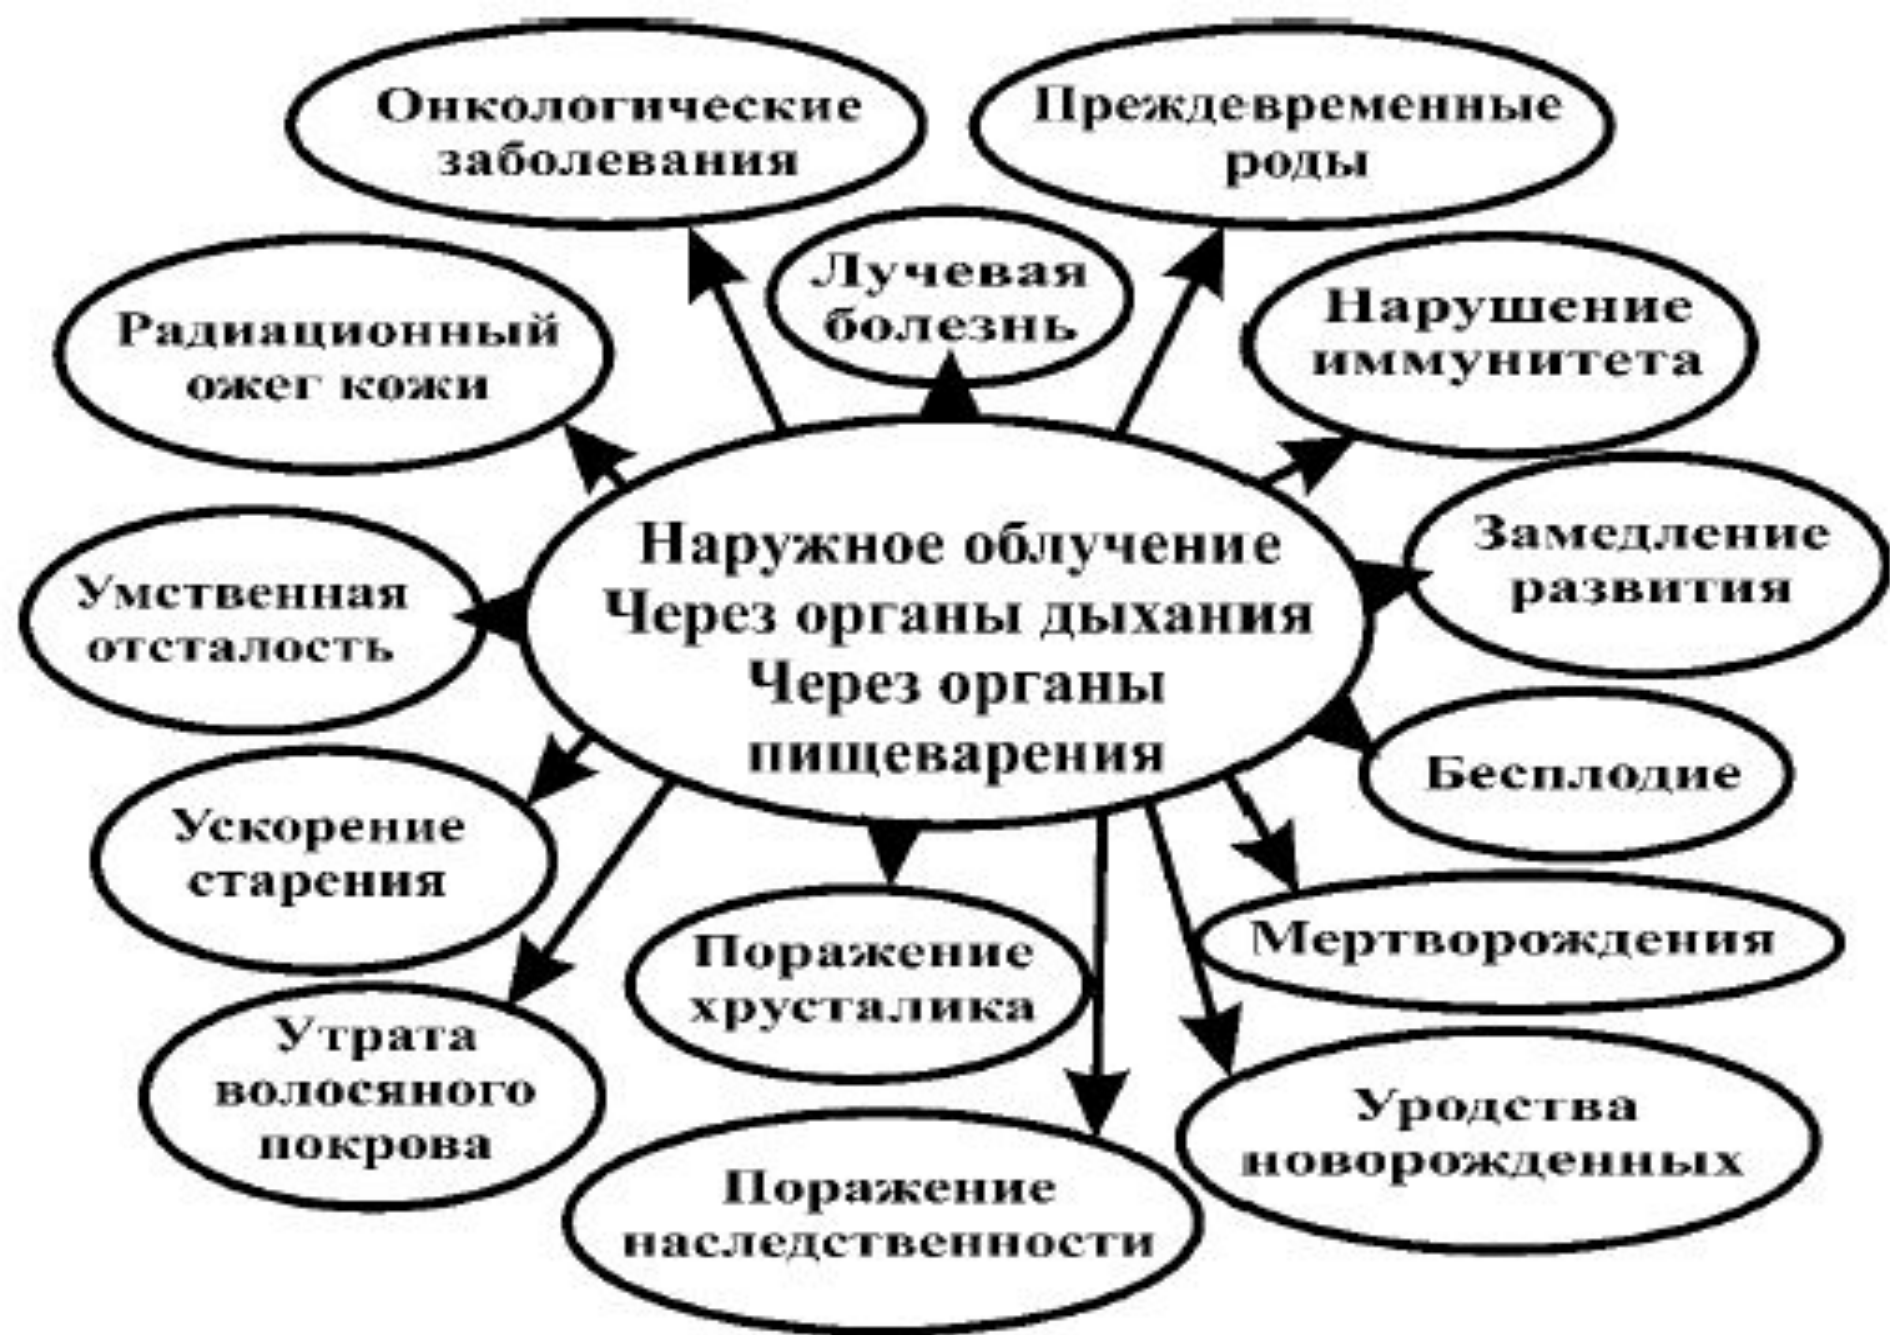 Онкологические
заболевания
Преждевременные
роды
Лучевая
болезнь
Радиационный
ожег кожи
Нарушение
иммунитета
Наружное облучение
Через органы дыхания
Через органы
пищеварения
Замедление
развития
Умственная
отсталость
Бесплодие
Ускорение
старения
Мертворождения
Поражение
хрусталика
Утрата
волосяного
покрова
Уродства
новорожденных
Поражение
наследственности